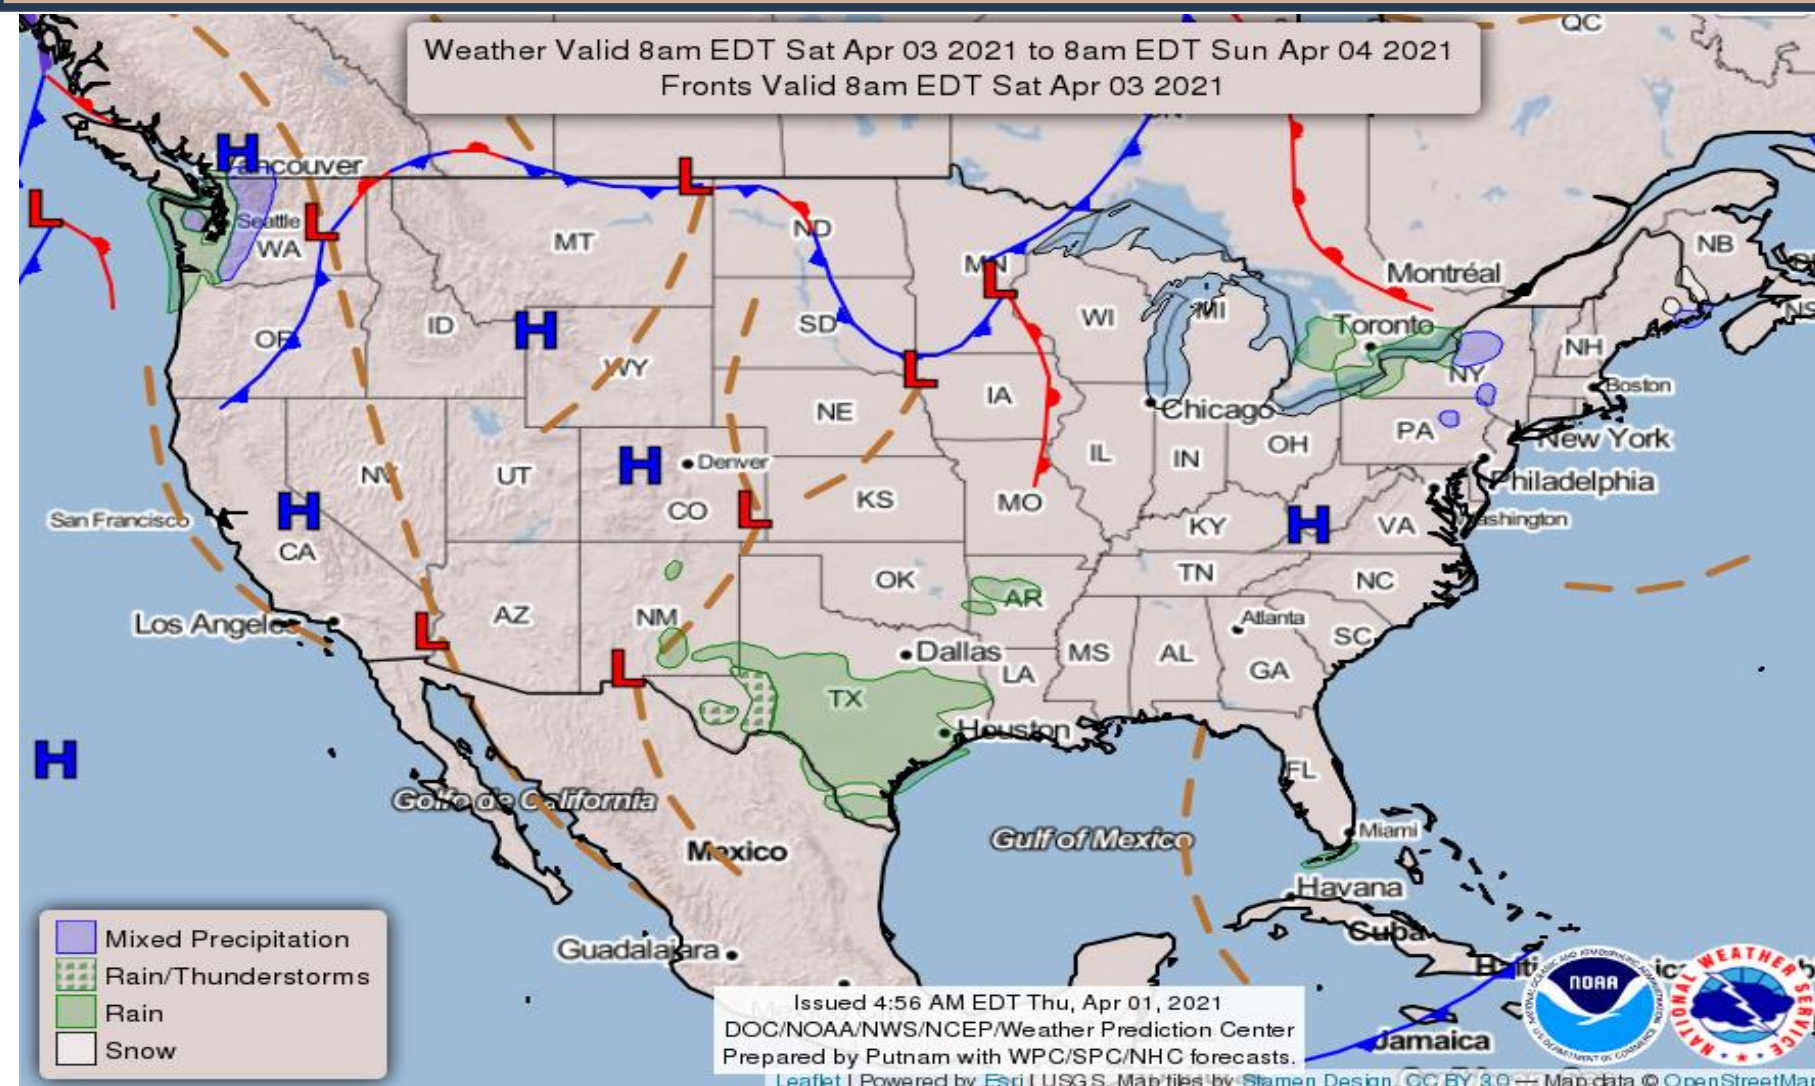 Weather Valid 8am EDT Sat Apr 03 2021 to 8am EDT Sun Apr 04 2021
Fronts Valid 8am EDT Sat Apr 03 2021
QC
H
Vancouver
L
L
Seattle
WA
L
MT
ND
MN
L
Montréal
NB
OR
ID
H
WY
SD
WI
MI
Toronto
NH
NY
L
IA
NE
Boston
Chicago
PA
New York
OH
NV
UT
H
Denver
IL
IN
Philadelphia
San Francisco
H
CA
CO
L
KS
MO
KY
H
VA
Washington
OK
TN
NC
AR
Los Angeles
L
AZ
NM
Atlanta
SC
L
Dallas
MS
AL
GA
LA
TX
Houston
H
FL
Golfo de California
Mexico
Gulf of Mexico
Miami
Havana
Cuba
Guadalajara
Haiti
Jamaica
Mixed Precipitation
Rain/Thunderstorms
Rain
Snow
Issued 4:56 AM EDT Thu, Apr 01, 2021
DOC/NOAA/NWS/NCEP/Weather Prediction Center
Prepared by Putnam with WPC/SPC/NHC forecasts.
Leaflet | Powered by Esri | USGS, Map tiles by Stamen Design, CC BY 3.0 — Map data © OpenStreetMap
NOAA
NATIONAL WEATHER SERVICE